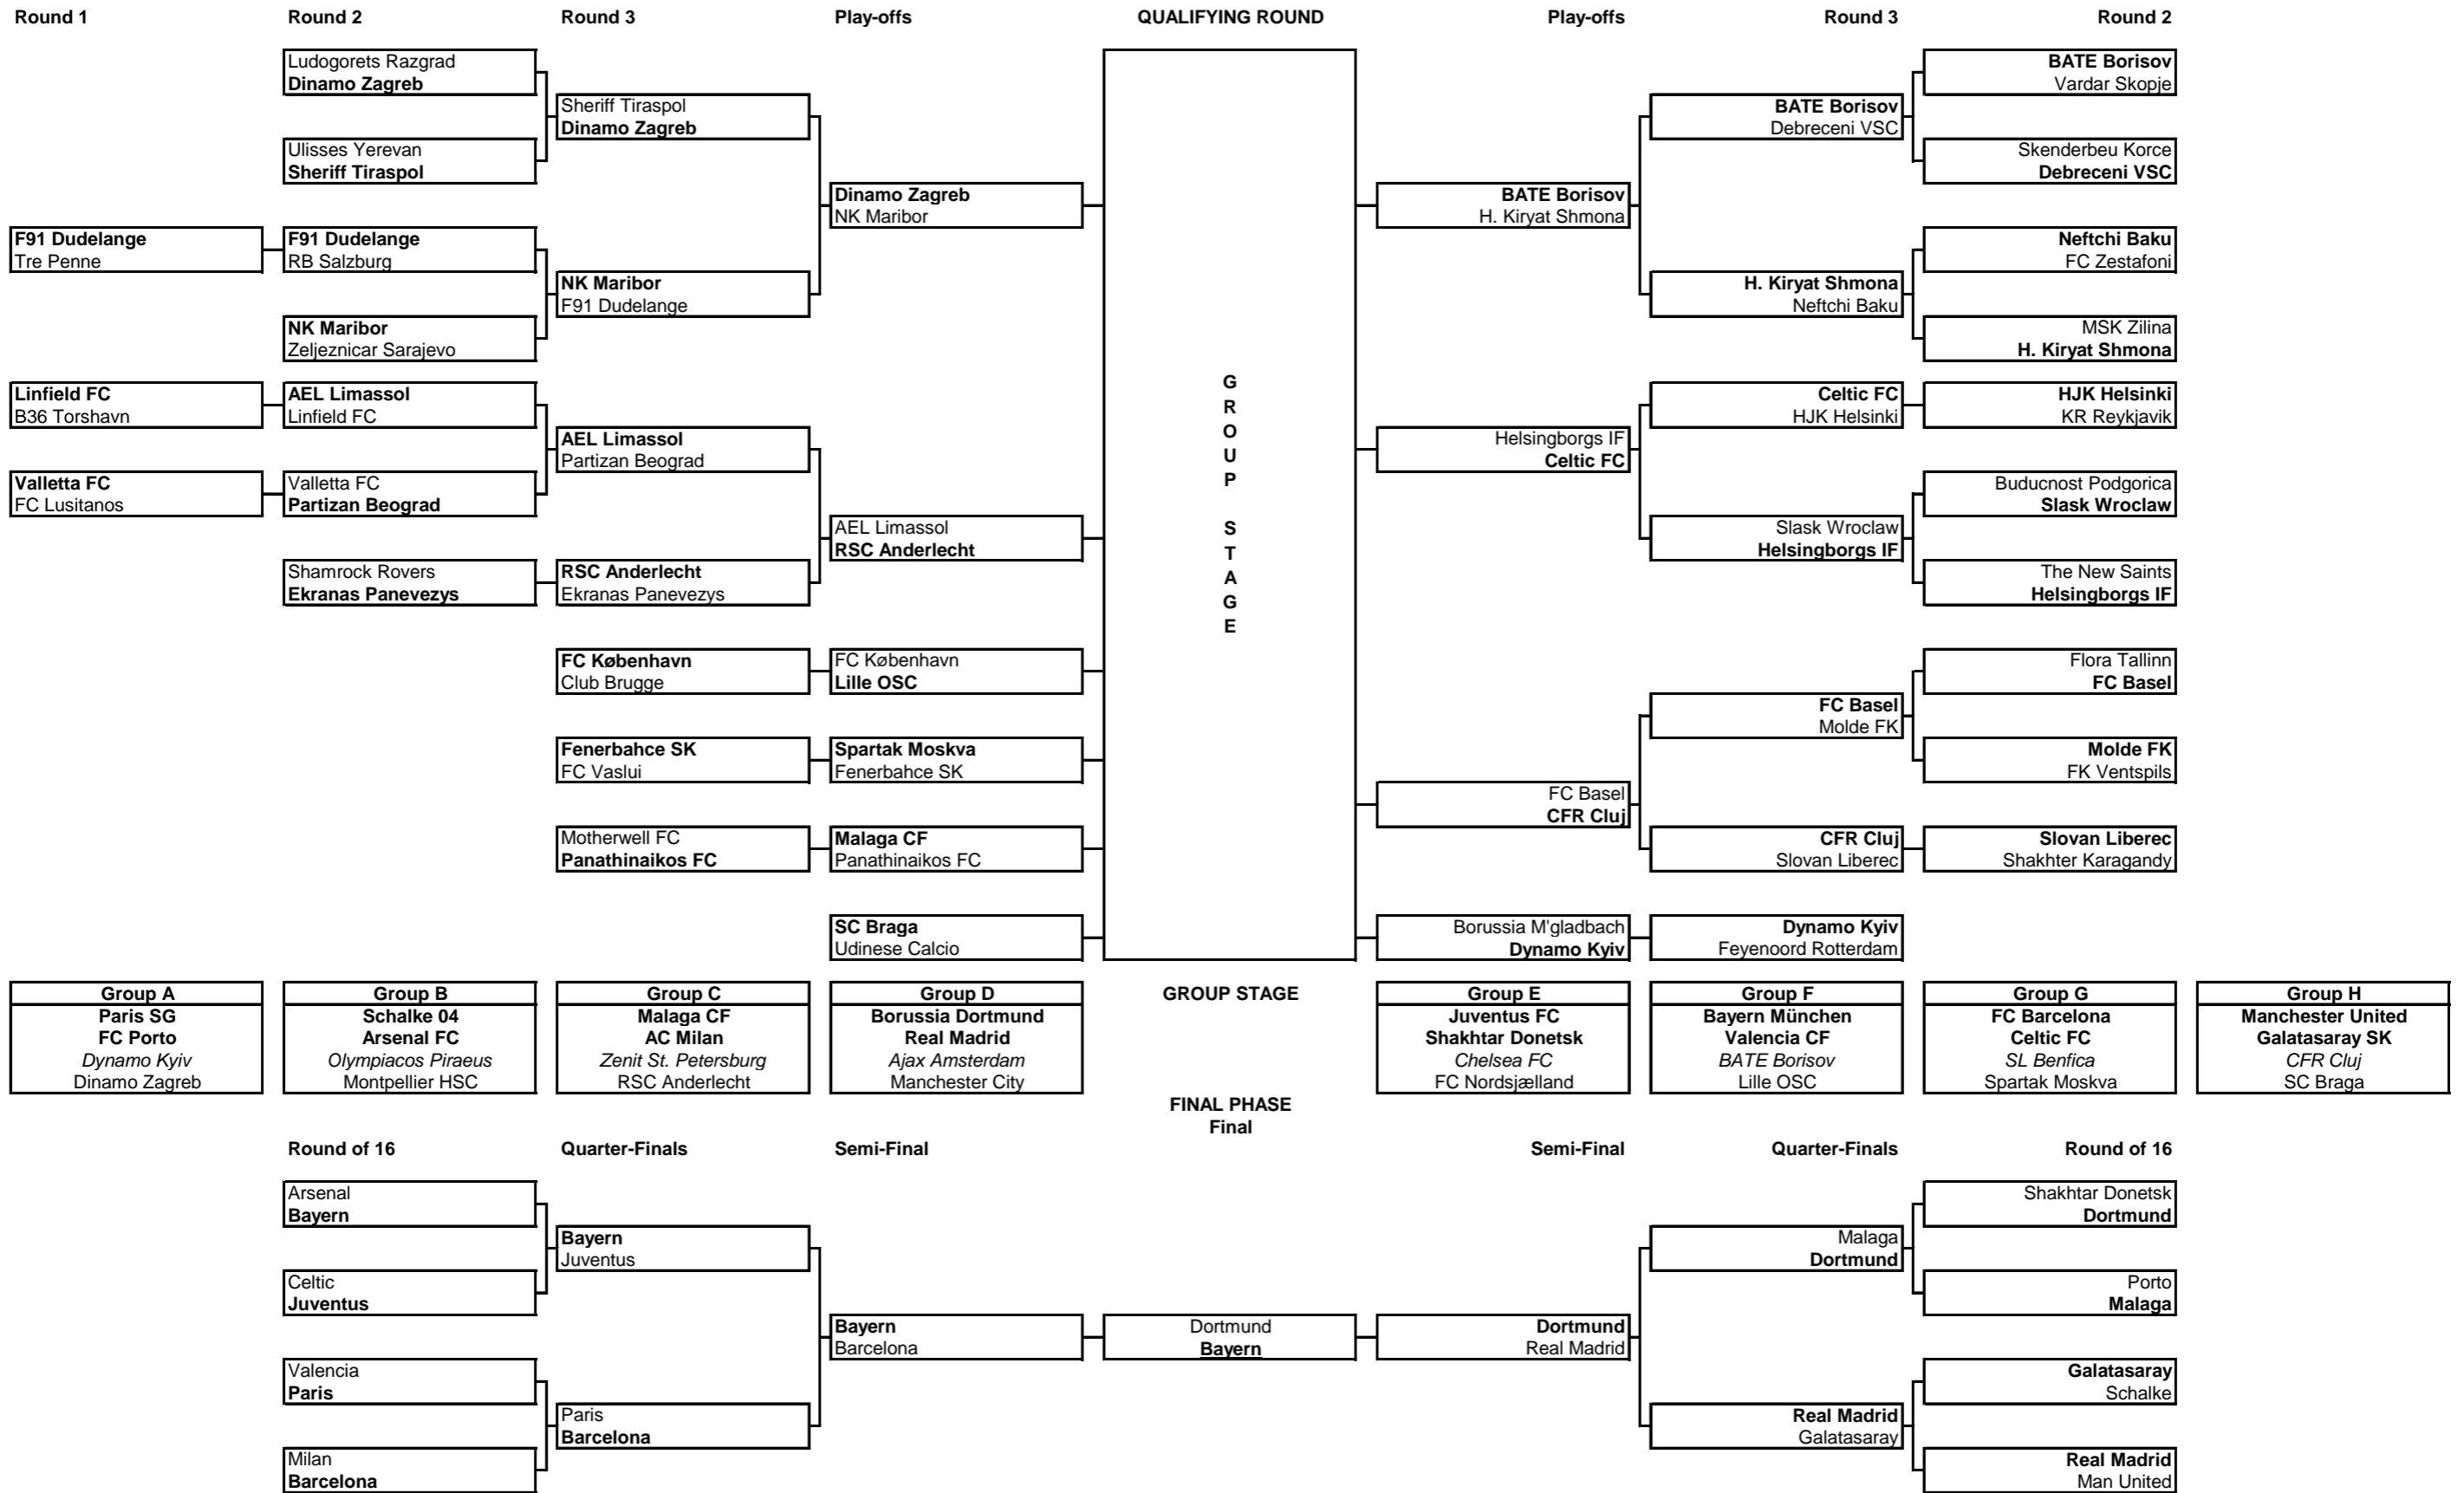 Round 1
Round 2
Round 3
Play-offs
QUALIFYING ROUND
Play-offs
Round 3
Round 2
Ludogorets Razgrad
Dinamo Zagreb
Ulisses Yerevan
Sheriff Tiraspol
F91 Dudelange
Tre Penne
F91 Dudelange
RB Salzburg
NK Maribor
Zeljeznicar Sarajevo
Sheriff Tiraspol
Dinamo Zagreb
NK Maribor
F91 Dudelange
Dinamo Zagreb
NK Maribor
Linfield FC
B36 Torshavn
Valletta FC
FC Lusitanos
AEL Limassol
Linfield FC
Valletta FC
Partizan Beograd
Shamrock Rovers
Ekranas Panevezys
AEL Limassol
Partizan Beograd
RSC Anderlecht
Ekranas Panevezys
AEL Limassol
RSC Anderlecht
FC København
Club Brugge
FC København
Lille OSC
Fenerbahce SK
FC Vaslui
Spartak Moskva
Fenerbahce SK
Motherwell FC
Panathinaikos FC
Malaga CF
Panathinaikos FC
SC Braga
Udinese Calcio
G
R
O
U
P
S
T
A
G
E
BATE Borisov
H. Kiryat Shmona
BATE Borisov
Debreceni VSC
H. Kiryat Shmona
Neftchi Baku
BATE Borisov
Vardar Skopje
Skenderbeu Korce
Debreceni VSC
Neftchi Baku
FC Zestafoni
MSK Zilina
H. Kiryat Shmona
Helsingborgs IF
Celtic FC
Celtic FC
HJK Helsinki
Slask Wroclaw
Helsingborgs IF
HJK Helsinki
KR Reykjavik
Buducnost Podgorica
Slask Wroclaw
The New Saints
Helsingborgs IF
FC Basel
CFR Cluj
FC Basel
Molde FK
CFR Cluj
Slovan Liberec
Flora Tallinn
FC Basel
Molde FK
FK Ventspils
Slovan Liberec
Shakhter Karagandy
Borussia M'gladbach
Dynamo Kyiv
Dynamo Kyiv
Feyenoord Rotterdam
Group A
Paris SG
FC Porto
Dynamo Kyiv
Dinamo Zagreb
Group B
Schalke 04
Arsenal FC
Olympiacos Piraeus
Montpellier HSC
Group C
Malaga CF
AC Milan
Zenit St. Petersburg
RSC Anderlecht
Group D
Borussia Dortmund
Real Madrid
Ajax Amsterdam
Manchester City
GROUP STAGE
Group E
Juventus FC
Shakhtar Donetsk
Chelsea FC
FC Nordsjælland
Group F
Bayern München
Valencia CF
BATE Borisov
Lille OSC
Group G
FC Barcelona
Celtic FC
SL Benfica
Spartak Moskva
Group H
Manchester United
Galatasaray SK
CFR Cluj
SC Braga
FINAL PHASE
Final
Round of 16
Quarter-Finals
Semi-Final
Semi-Final
Quarter-Finals
Round of 16
Arsenal
Bayern
Celtic
Juventus
Valencia
Paris
Milan
Barcelona
Bayern
Juventus
Paris
Barcelona
Bayern
Barcelona
Dortmund
Bayern
Dortmund
Real Madrid
Malaga
Dortmund
Real Madrid
Galatasaray
Shakhtar Donetsk
Dortmund
Porto
Malaga
Galatasaray
Schalke
Real Madrid
Man United